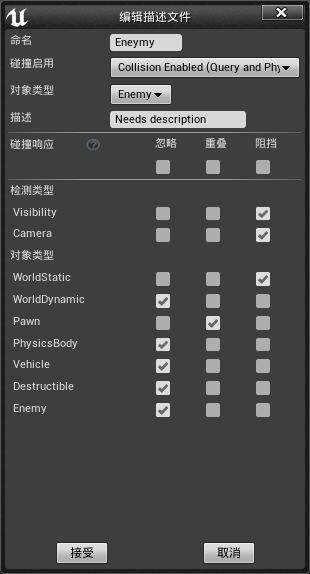 编辑描述文件
命名 Eneymy
碰撞启用 Collision Enabled (Query and Phy
对象类型 Enemy
描述 Needs description
碰撞响应 ? 忽略 重叠 阻挡
检测类型
Visibility
Camera
对象类型
WorldStatic
WorldDynamic
Pawn
PhysicsBody
Vehicle
Destructible
Enemy
接受 取消